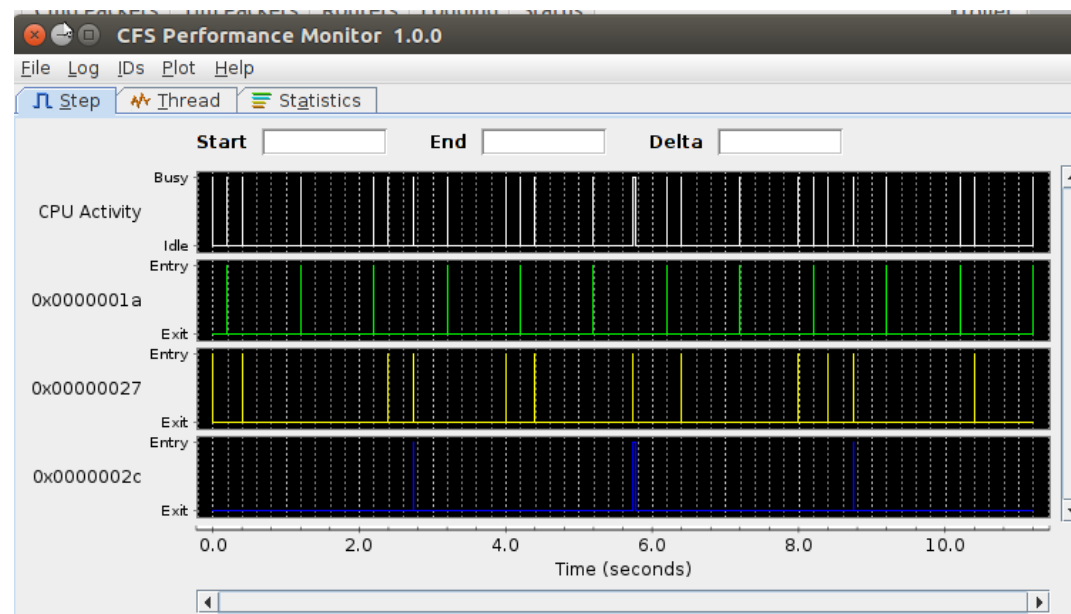 CFS Performance Monitor 1.0.0
File Log IDs Plot Help
Step Thread Statistics
Start End Delta
Busy
CPU Activity
Idle
Entry
0x0000001a
Exit
Entry
0x00000027
Exit
Entry
0x0000002c
Exit
0.0 2.0 4.0 6.0 8.0 10.0
Time (seconds)